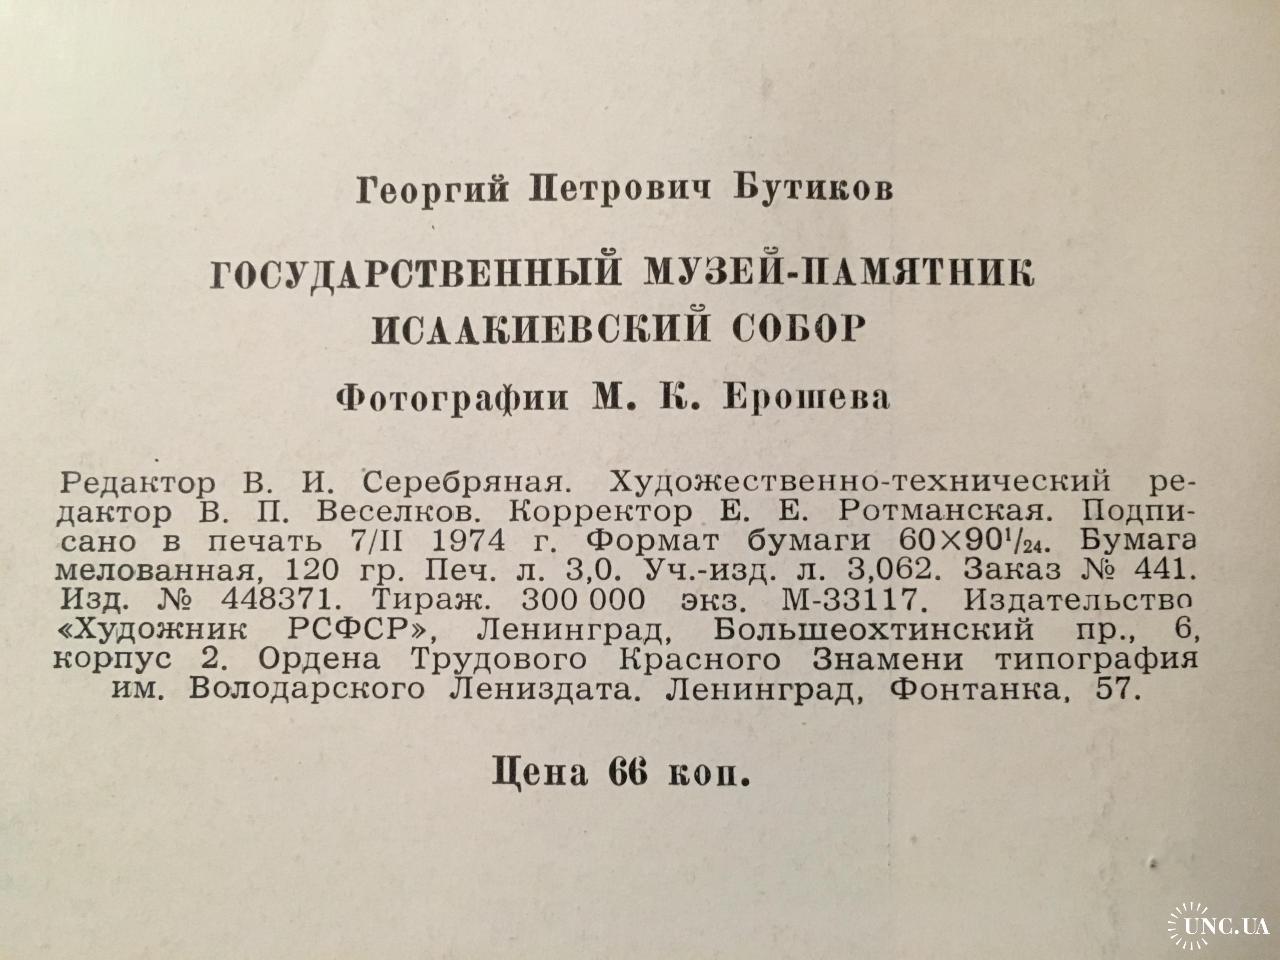 Георгий Петрович Бутиков
ГОСУДАРСТВЕННЫЙ МУЗЕЙ-ПАМЯТНИК
ИСААКИЕВСКИЙ СОБОР
Фотографии М. К. Ерошева
Редактор В. И. Серебряная. Художественно-технический ре-
дактор В. П. Веселков. Корректор Е. Е. Ротманская. Подпи-
сано в печать 7/II 1974 г. Формат бумаги 60×90¹/₂₄. Бумага
мелованная, 120 гр. Печ. л. 3,0. Уч.-изд. л. 3,062. Заказ № 441.
Изд. № 448371. Тираж. 300 000 экз. М-33117. Издательство
«Художник РСФСР», Ленинград, Большеохтинский пр., 6,
корпус 2. Ордена Трудового Красного Знамени типография
им. Володарского Лениздата. Ленинград, Фонтанка, 57.
Цена 66 коп.
UNC.UA